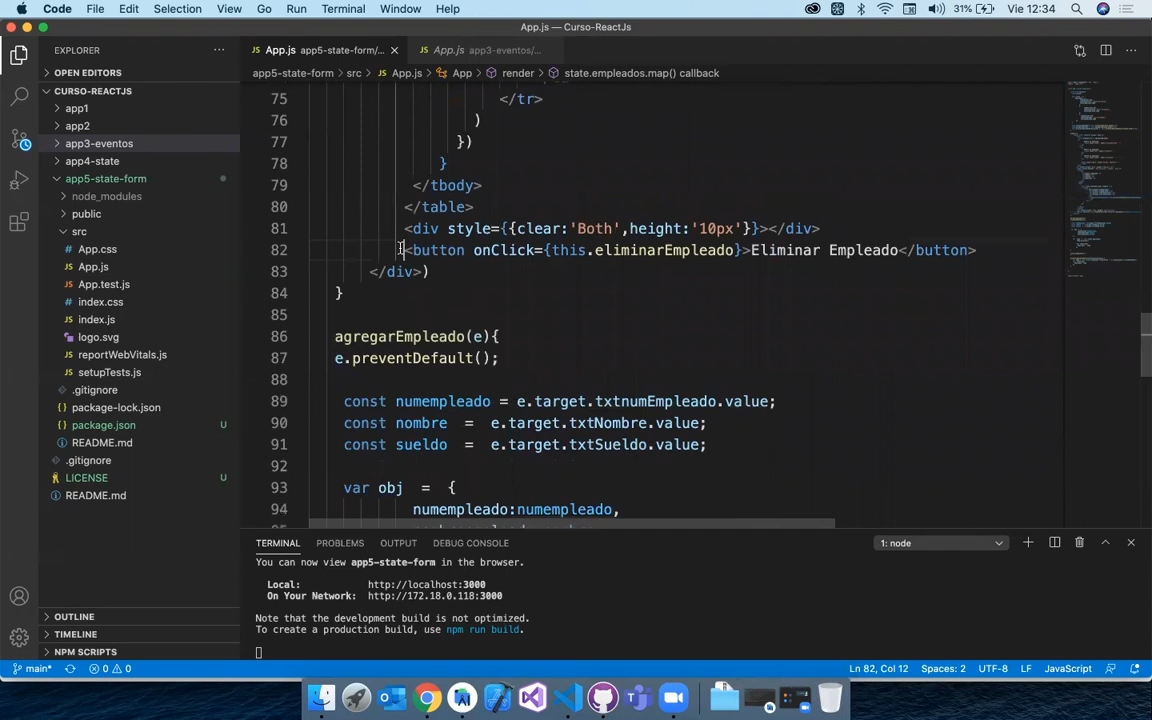 Code File Edit Selection View Go Run Terminal Window Help 31% Vie 12:34
App.js — Curso-ReactJs
EXPLORER
App.js app5-state-form/...
App.js app3-eventos/...
OPEN EDITORS
app5-state-form > src > App.js > App > render > state.empleados.map() callback
CURSO-REACTJS
app1
app2
app3-eventos
app4-state
app5-state-form
node_modules
public
src
App.css
App.js
App.test.js
index.css
index.js
logo.svg
reportWebVitals.js
setupTests.js
.gitignore
package-lock.json
package.json U
README.md
.gitignore
LICENSE U
README.md
OUTLINE
TIMELINE
NPM SCRIPTS
75 </tr>
76 )
77 })
78 }
79 </tbody>
80 </table>
81 <div style={{clear:'Both',height:'10px'}}></div>
82 <button onClick={this.eliminarEmpleado}>Eliminar Empleado</button>
83 </div>)
84 }
85
86 agregarEmpleado(e){
87 e.preventDefault();
88
89 const numempleado = e.target.txtnumEmpleado.value;
90 const nombre = e.target.txtNombre.value;
91 const sueldo = e.target.txtSueldo.value;
92
93 var obj = {
94 numempleado:numempleado,
TERMINAL PROBLEMS OUTPUT DEBUG CONSOLE 1: node
You can now view app5-state-form in the browser.
Local: http://localhost:3000
On Your Network: http://172.18.0.118:3000
Note that the development build is not optimized.
To create a production build, use npm run build.
main* 0 0 Ln 82, Col 12 Spaces: 2 UTF-8 LF JavaScript